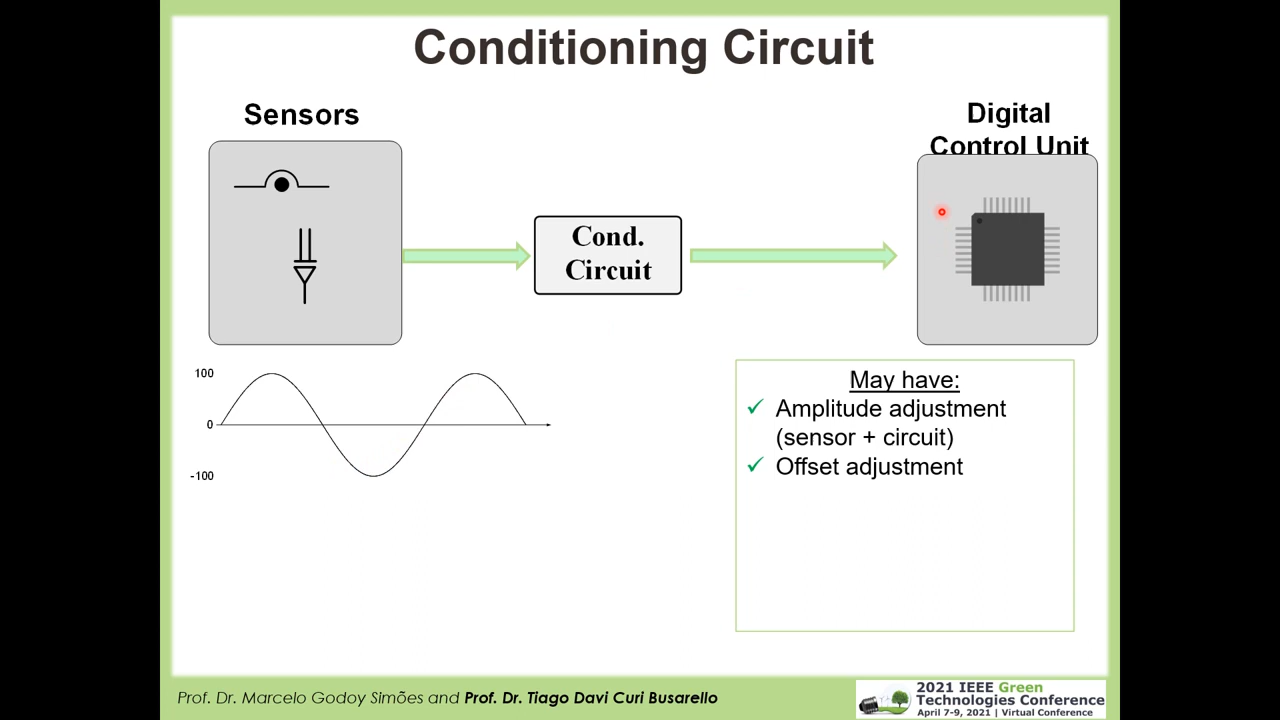 Conditioning Circuit
Sensors
Digital
Control Unit
Cond.
Circuit
100
0
-100
May have:
✓ Amplitude adjustment
(sensor + circuit)
✓ Offset adjustment
Prof. Dr. Marcelo Godoy Simões and Prof. Dr. Tiago Davi Curi Busarello
2021 IEEE Green
Technologies Conference
April 7-9, 2021 | Virtual Conference